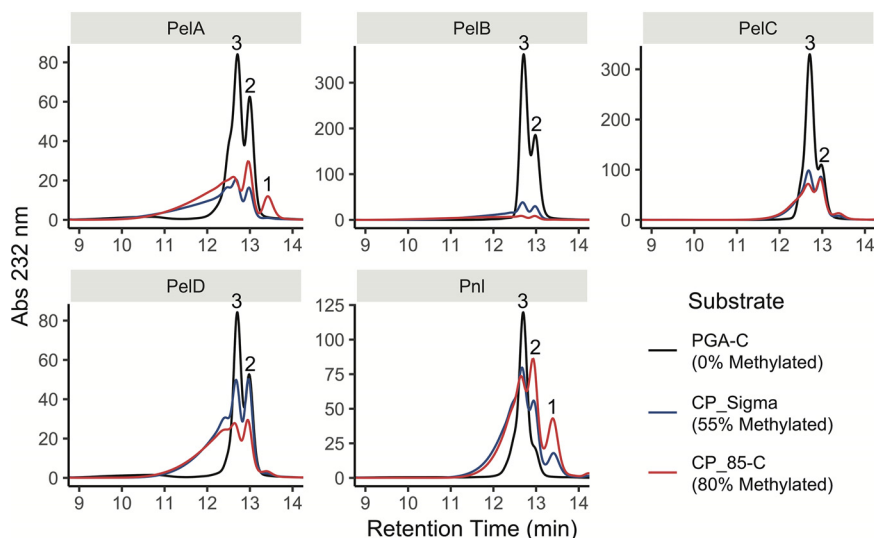 PelA
PelB
PelC
3
2
1
80
60
40
20
0
9 10 11 12 13 14
3
2
300
200
100
0
9 10 11 12 13 14
3
2
300
200
100
0
9 10 11 12 13 14
Abs 232 nm
PelD
Pnl
3
2
80
60
40
20
0
9 10 11 12 13 14
3
2
1
125
100
75
50
25
0
9 10 11 12 13 14
Retention Time (min)
Substrate
PGA-C
(0% Methylated)
CP_Sigma
(55% Methylated)
CP_85-C
(80% Methylated)